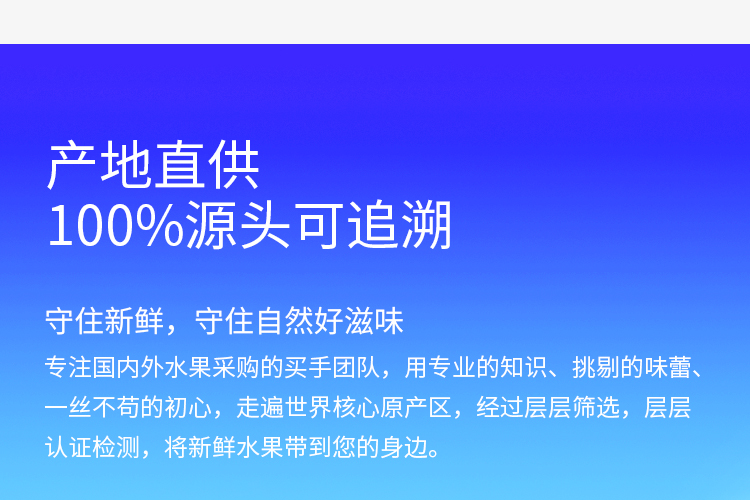 产地直供
100%源头可追溯
守住新鲜，守住自然好滋味
专注国内外水果采购的买手团队，用专业的知识、挑剔的味蕾、
一丝不苟的初心，走遍世界核心原产区，经过层层筛选，层层
认证检测，将新鲜水果带到您的身边。